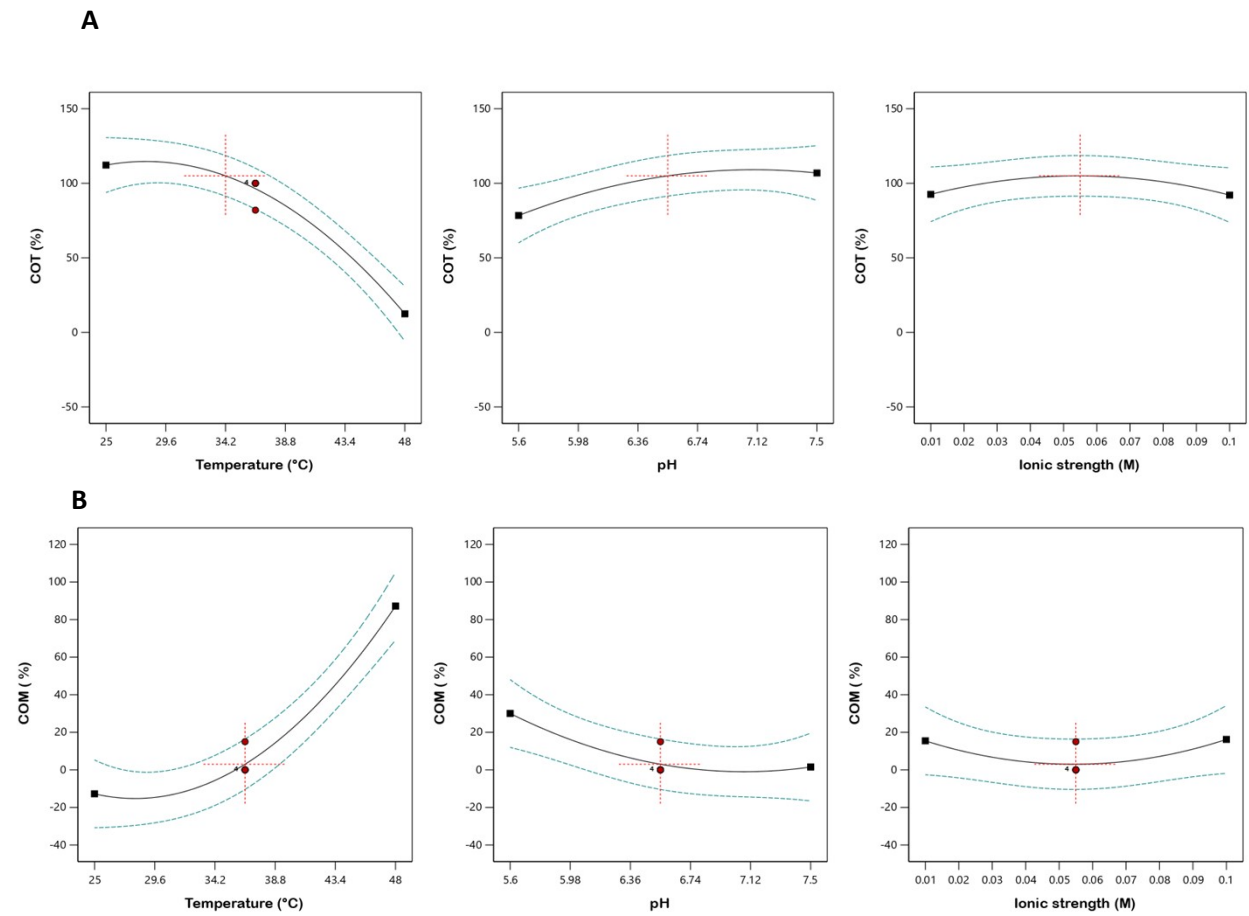 A
150
100
50
0
-50
COT (%)
4
25 29.6 34.2 38.8 43.4 48
Temperature (°C)
150
100
50
0
-50
COT (%)
5.6 5.98 6.36 6.74 7.12 7.5
pH
150
100
50
0
-50
COT (%)
0.01 0.02 0.03 0.04 0.05 0.06 0.07 0.08 0.09 0.1
Ionic strength (M)
B
120
100
80
60
40
20
0
-20
-40
COM ( %)
4
25 29.6 34.2 38.8 43.4 48
Temperature (°C)
120
100
80
60
40
20
0
-20
-40
COM ( %)
4
5.6 5.98 6.36 6.74 7.12 7.5
pH
120
100
80
60
40
20
0
-20
-40
COM ( %)
4
0.01 0.02 0.03 0.04 0.05 0.06 0.07 0.08 0.09 0.1
Ionic strength (M)